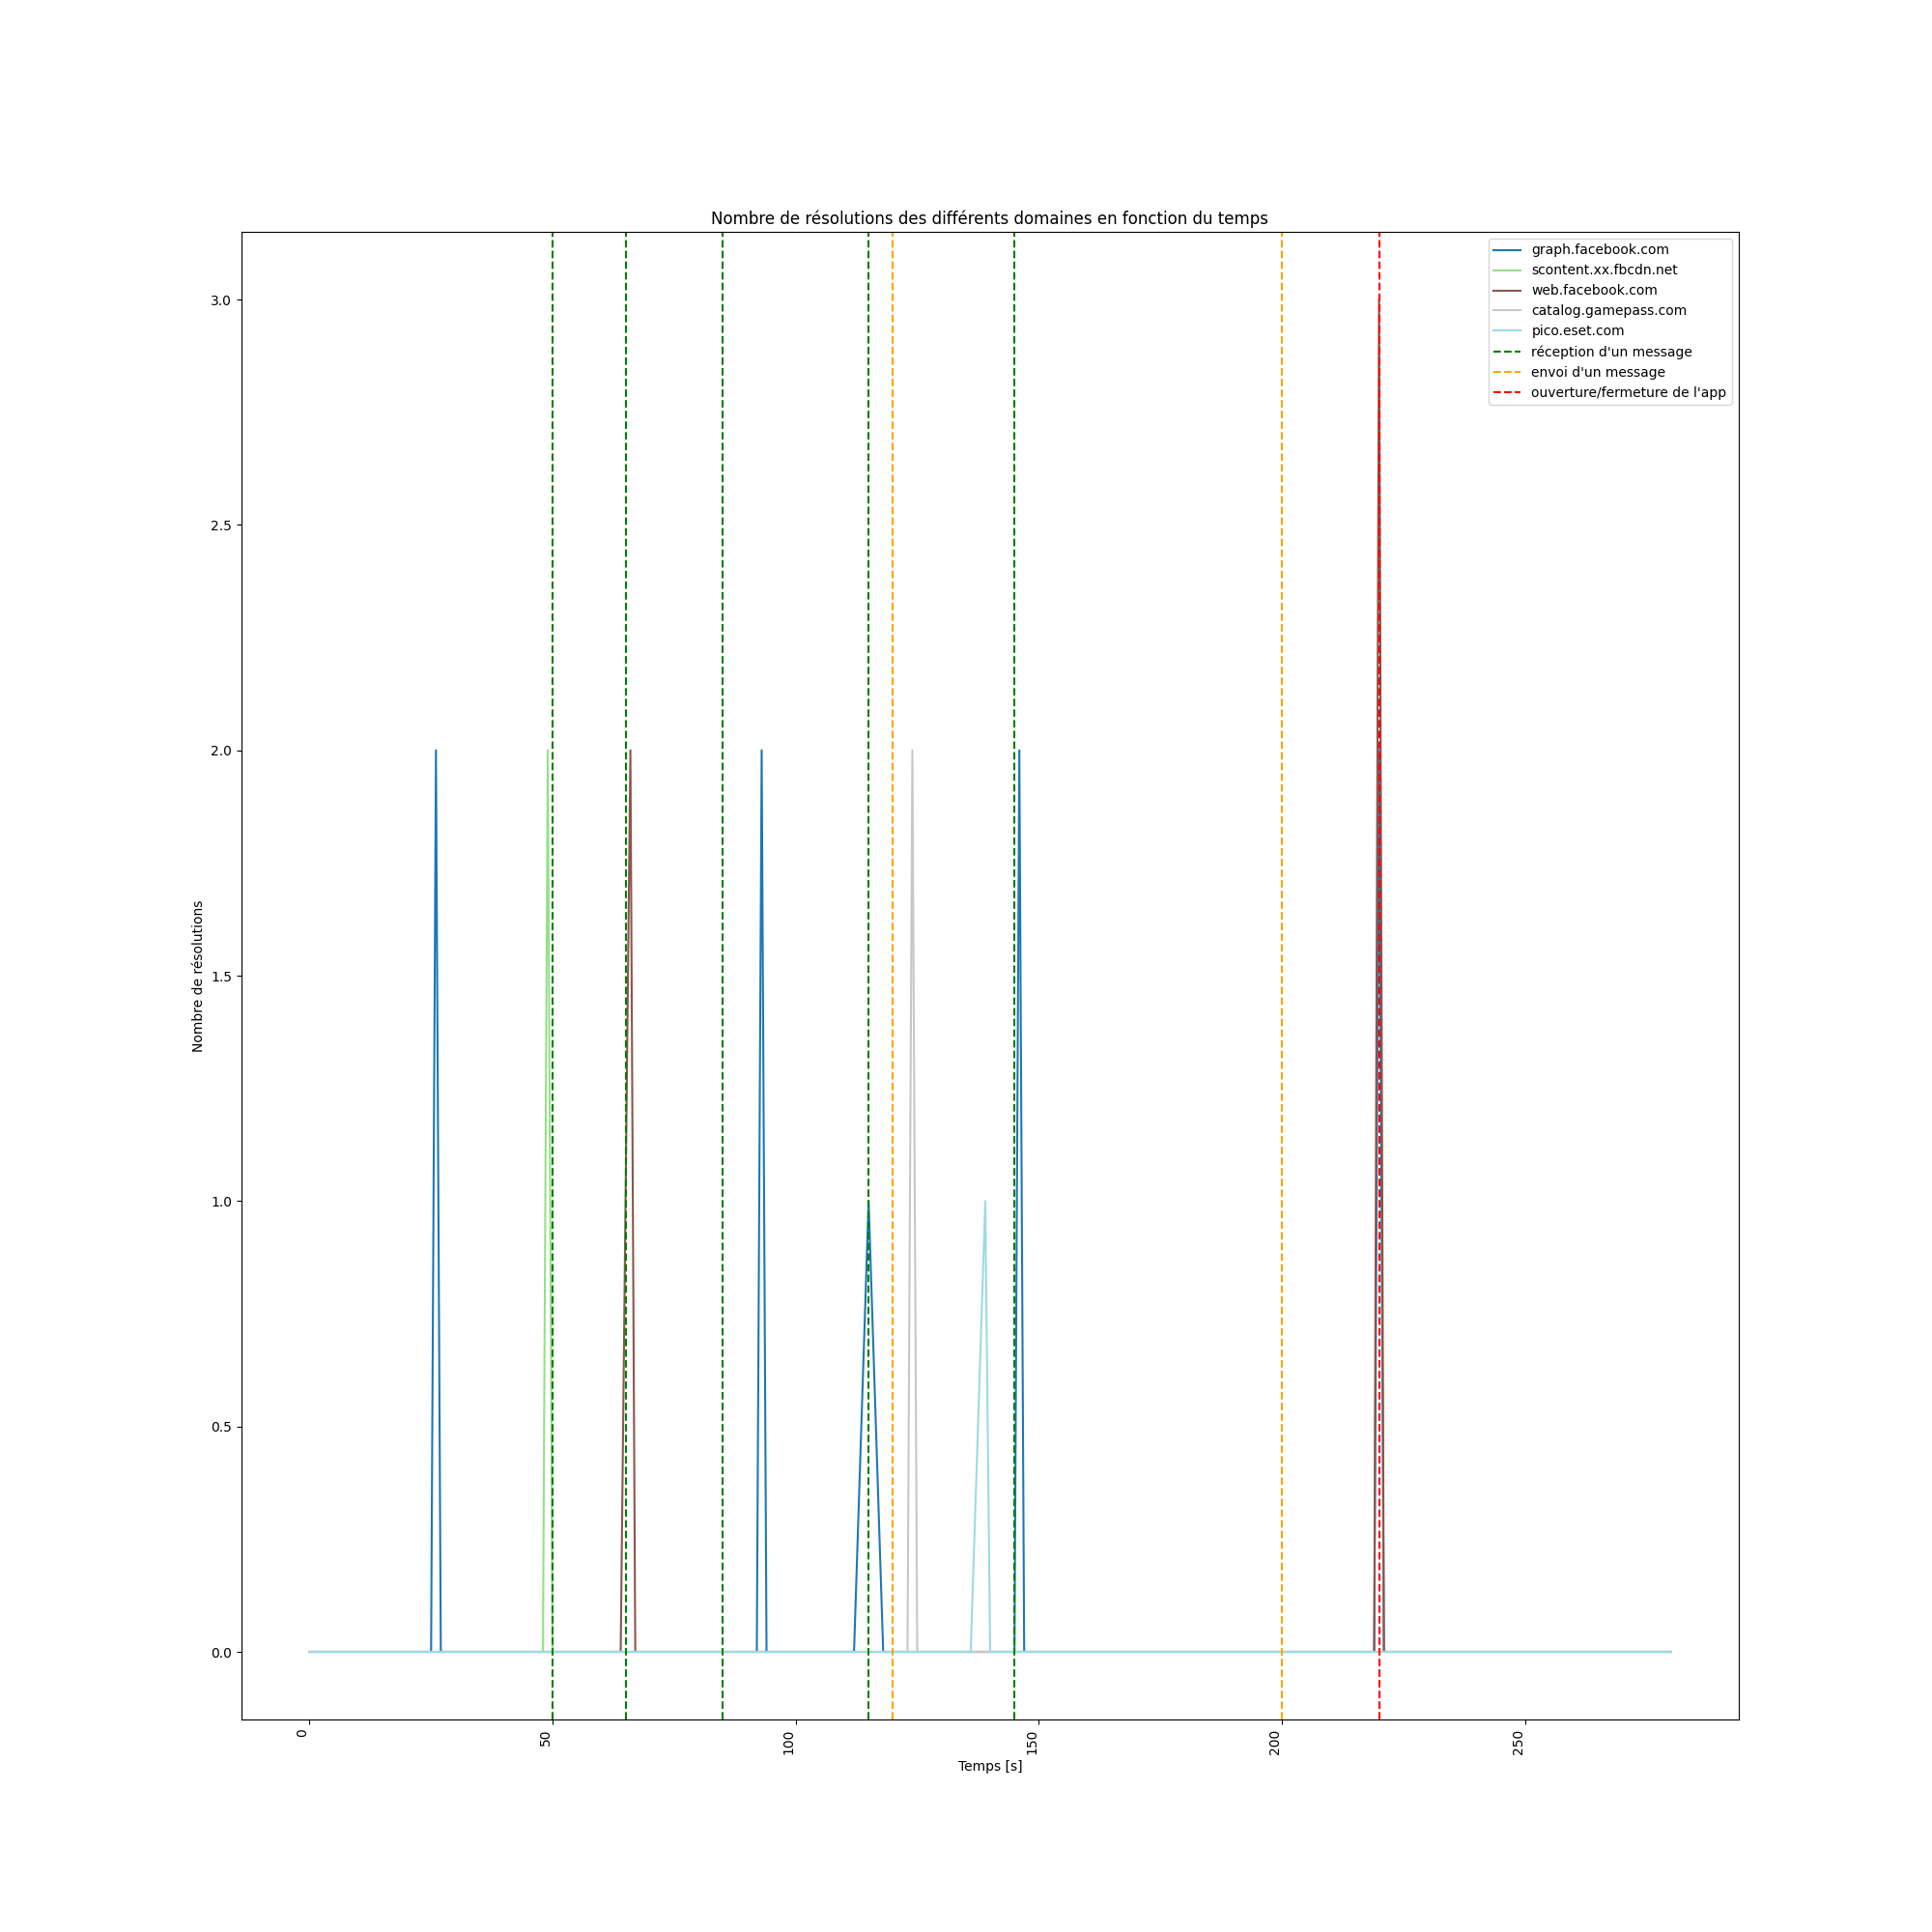 Nombre de résolutions des différents domaines en fonction du temps
graph.facebook.com
scontent.xx.fbcdn.net
web.facebook.com
catalog.gamepass.com
pico.eset.com
réception d'un message
envoi d'un message
ouverture/fermeture de l'app
3.0
2.5
2.0
1.5
1.0
0.5
0.0
Nombre de résolutions
0
50
100
150
200
250
Temps [s]